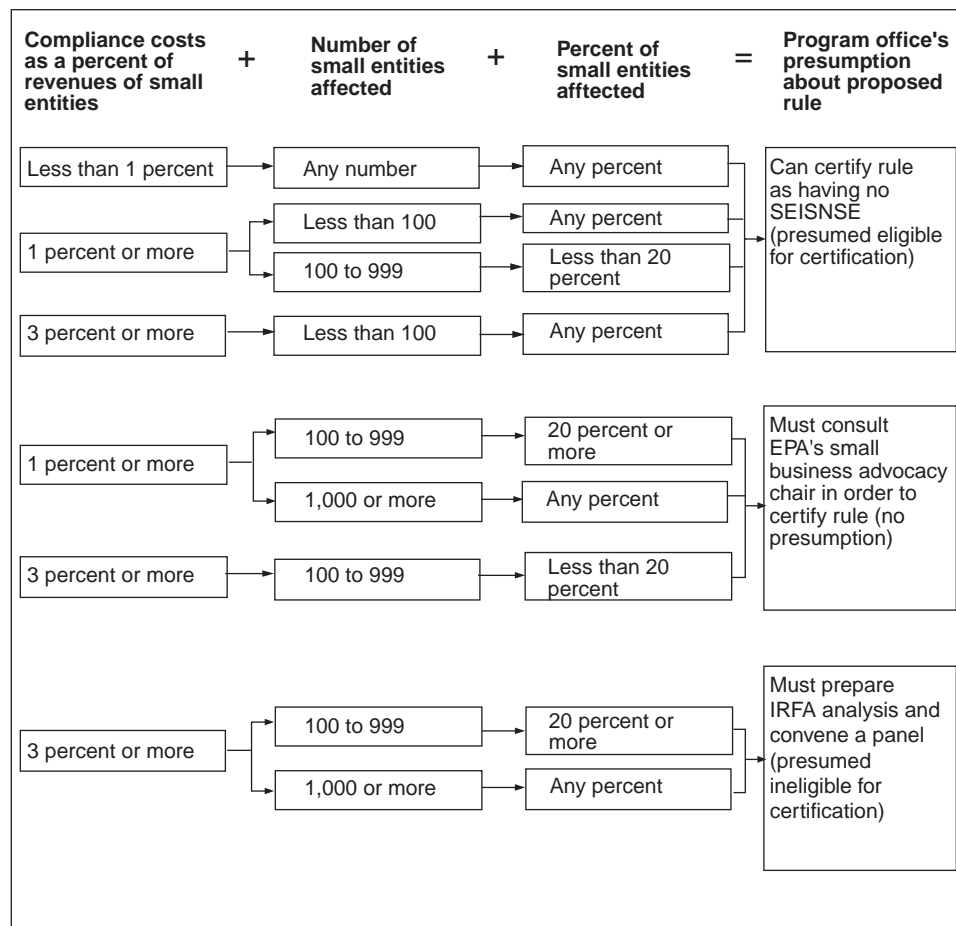 Compliance costs
as a percent of
revenues of small
entities
+
Number of
small entities
affected
+
Percent of
small entities
afftected
=
Program office's
presumption
about proposed
rule
Less than 1 percent
Any number
Any percent
1 percent or more
Less than 100
Any percent
100 to 999
Less than 20
percent
3 percent or more
Less than 100
Any percent
Can certify rule
as having no
SEISNSE
(presumed eligible
for certification)
1 percent or more
100 to 999
20 percent or
more
1,000 or more
Any percent
3 percent or more
100 to 999
Less than 20
percent
Must consult
EPA's small
business advocacy
chair in order to
certify rule (no
presumption)
3 percent or more
100 to 999
20 percent or
more
1,000 or more
Any percent
Must prepare
IRFA analysis and
convene a panel
(presumed
ineligible for
certification)